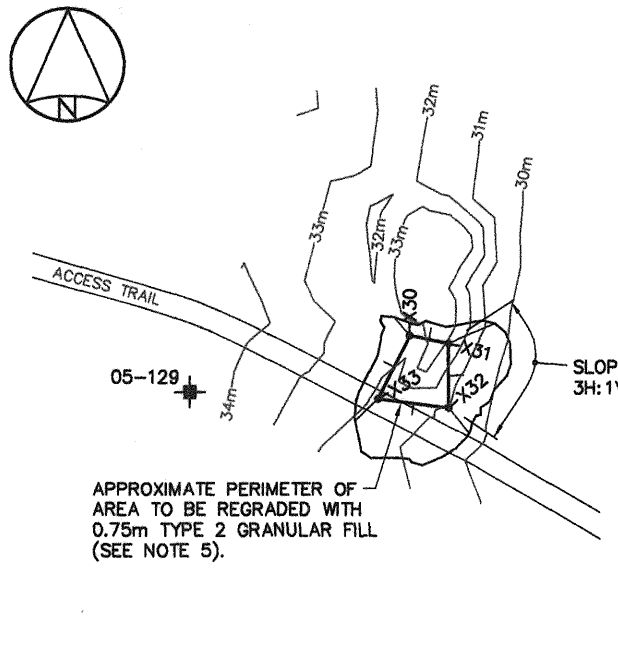 N
32m
31m
30m
33m
32m
33m
ACCESS TRAIL
X30
X31
X33
X32
SLOP
3H:1V
05-129
34m
APPROXIMATE PERIMETER OF
AREA TO BE REGRADED WITH
0.75m TYPE 2 GRANULAR FILL
(SEE NOTE 5).